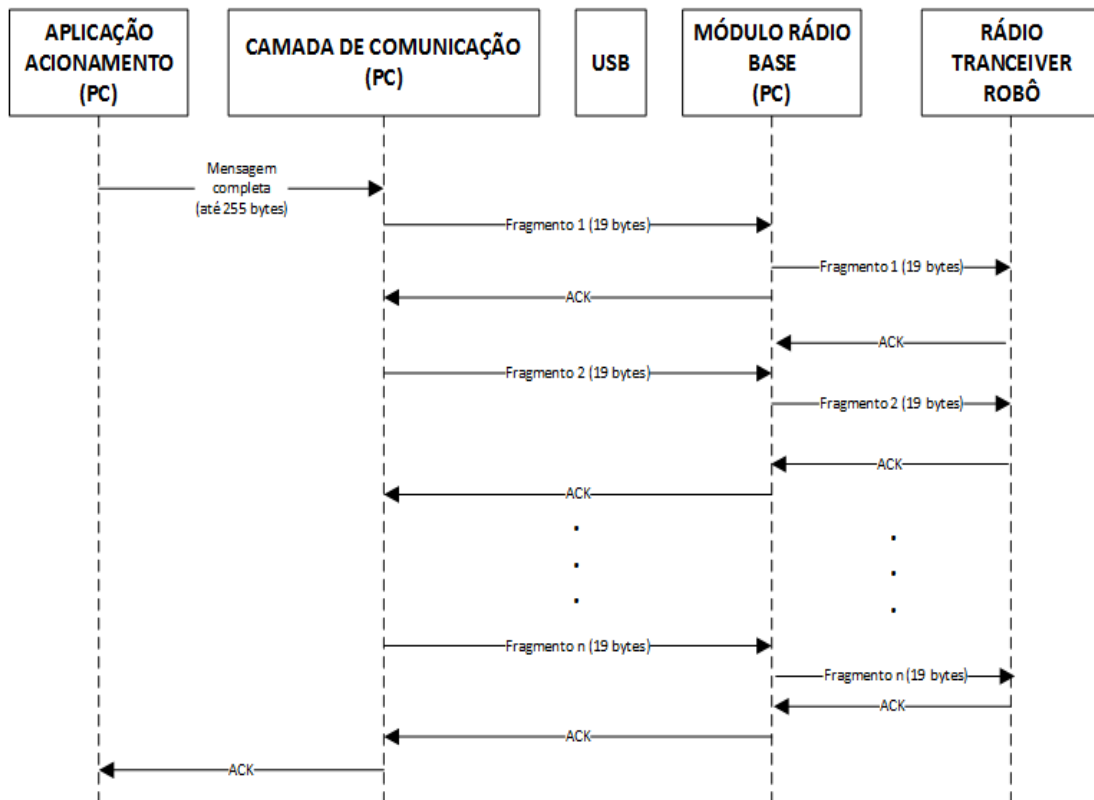 APLICAÇÃO
ACIONAMENTO
(PC)
CAMADA DE COMUNICAÇÃO
(PC)
USB
MÓDULO RÁDIO
BASE
(PC)
RÁDIO
TRANCEIVER
ROBÔ
Mensagem
completa
(até 255 bytes)
Fragmento 1 (19 bytes)
Fragmento 1 (19 bytes)
ACK
ACK
Fragmento 2 (19 bytes)
Fragmento 2 (19 bytes)
ACK
ACK
Fragmento n (19 bytes)
Fragmento n (19 bytes)
ACK
ACK
ACK